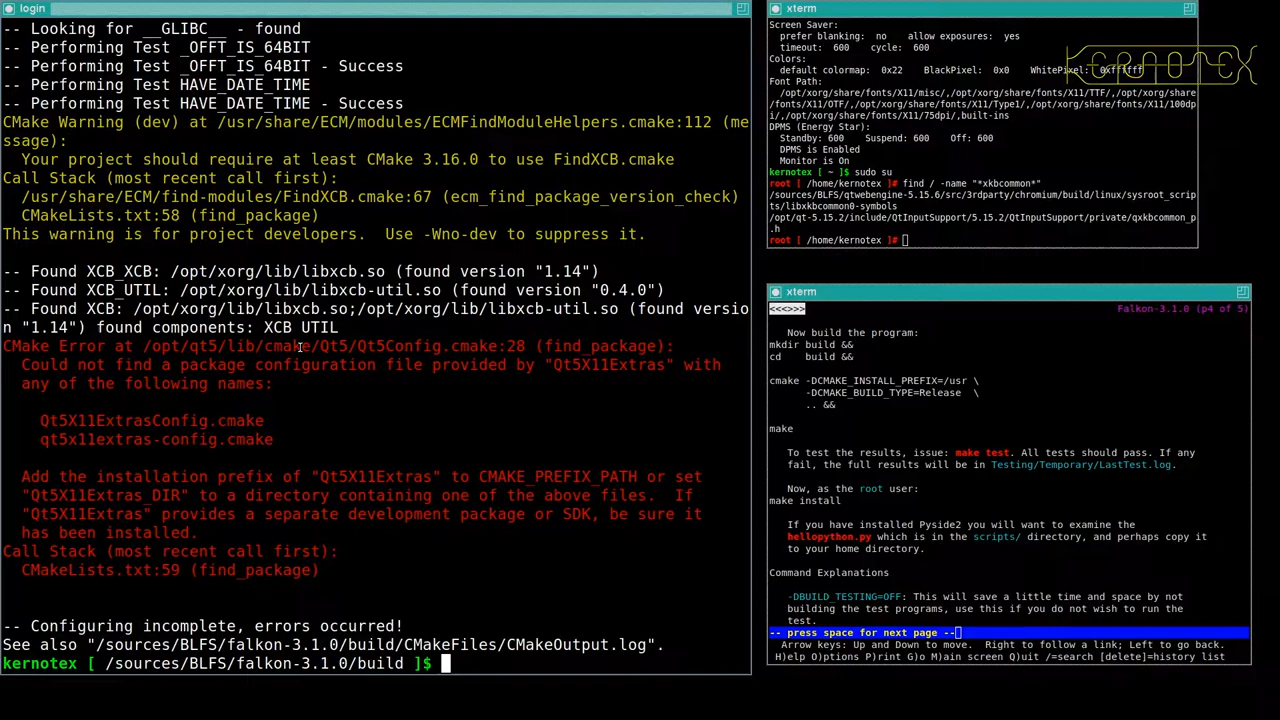 login
-- Looking for __GLIBC__ - found
-- Performing Test _OFFT_IS_64BIT
-- Performing Test _OFFT_IS_64BIT - Success
-- Performing Test HAVE_DATE_TIME
-- Performing Test HAVE_DATE_TIME - Success
CMake Warning (dev) at /usr/share/ECM/modules/ECMFindModuleHelpers.cmake:112 (me
ssage):
  Your project should require at least CMake 3.16.0 to use FindXCB.cmake
Call Stack (most recent call first):
  /usr/share/ECM/find-modules/FindXCB.cmake:67 (ecm_find_package_version_check)
  CMakeLists.txt:58 (find_package)
This warning is for project developers.  Use -Wno-dev to suppress it.
-- Found XCB_XCB: /opt/xorg/lib/libxcb.so (found version "1.14")
-- Found XCB_UTIL: /opt/xorg/lib/libxcb-util.so (found version "0.4.0")
-- Found XCB: /opt/xorg/lib/libxcb.so;/opt/xorg/lib/libxcb-util.so (found versio
n "1.14") found components: XCB UTIL
CMake Error at /opt/qt5/lib/cmake/Qt5/Qt5Config.cmake:28 (find_package):
  Could not find a package configuration file provided by "Qt5X11Extras" with
  any of the following names:
    Qt5X11ExtrasConfig.cmake
    qt5x11extras-config.cmake
  Add the installation prefix of "Qt5X11Extras" to CMAKE_PREFIX_PATH or set
  "Qt5X11Extras_DIR" to a directory containing one of the above files.  If
  "Qt5X11Extras" provides a separate development package or SDK, be sure it
  has been installed.
Call Stack (most recent call first):
  CMakeLists.txt:59 (find_package)
-- Configuring incomplete, errors occurred!
See also "/sources/BLFS/falkon-3.1.0/build/CMakeFiles/CMakeOutput.log".
kernotex [ /sources/BLFS/falkon-3.1.0/build ]$
xterm
Screen Saver:
  prefer blanking:  no    allow exposures:  yes
  timeout:  600    cycle:  600
Colors:
  default colormap:  0x22    BlackPixel:  0x0    WhitePixel:  0xffffff
KERNOTEX
Font Path:
  /opt/xorg/share/fonts/X11/misc/,/opt/xorg/share/fonts/X11/TTF/,/opt/xorg/share
/fonts/X11/OTF/,/opt/xorg/share/fonts/X11/Type1/,/opt/xorg/share/fonts/X11/100dp
i/,/opt/xorg/share/fonts/X11/75dpi/,built-ins
DPMS (Energy Star):
  Standby: 600    Suspend: 600    Off: 600
  DPMS is Enabled
  Monitor is On
kernotex [ ~ ]$ sudo su
root [ /home/kernotex ]# find / -name "*xkbcommon*"
/sources/BLFS/qtwebengine-5.15.6/src/3rdparty/chromium/build/linux/sysroot_scrip
ts/libxkbcommon0-symbols
/opt/qt-5.15.2/include/QtInputSupport/5.15.2/QtInputSupport/private/qxkbcommon_p
.h
root [ /home/kernotex ]#
xterm
<<<>>> Falkon-3.1.0 (p4 of 5)
   Now build the program:
mkdir build &&
cd    build &&
cmake -DCMAKE_INSTALL_PREFIX=/usr \
      -DCMAKE_BUILD_TYPE=Release  \
      .. &&
make
   To test the results, issue: make test. All tests should pass. If any
   fail, the full results will be in Testing/Temporary/LastTest.log.
   Now, as the root user:
make install
   If you have installed Pyside2 you will want to examine the
   hellopython.py which is in the scripts/ directory, and perhaps copy it
   to your home directory.
Command Explanations
   -DBUILD_TESTING=OFF: This will save a little time and space by not
   building the test programs, use this if you do not wish to run the
   test.
-- press space for next page --
  Arrow keys: Up and Down to move.  Right to follow a link; Left to go back.
 H)elp O)ptions P)rint G)o M)ain screen Q)uit /=search [delete]=history list